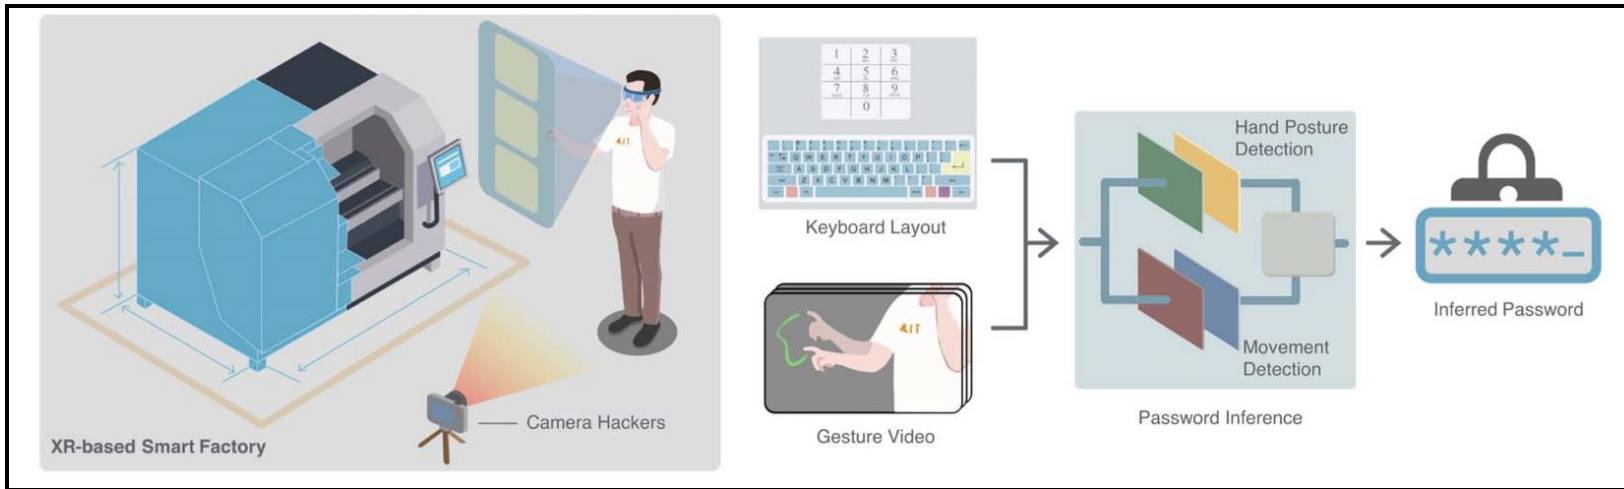 XR-based Smart Factory
Camera Hackers
1 2 3
4 5 6
7 8 9
0
Q W E R T Y U I O P
A S D F G H J K L
Z X C V B N M
Keyboard Layout
Gesture Video
Hand Posture
Detection
Movement
Detection
Password Inference
****_
Inferred Password